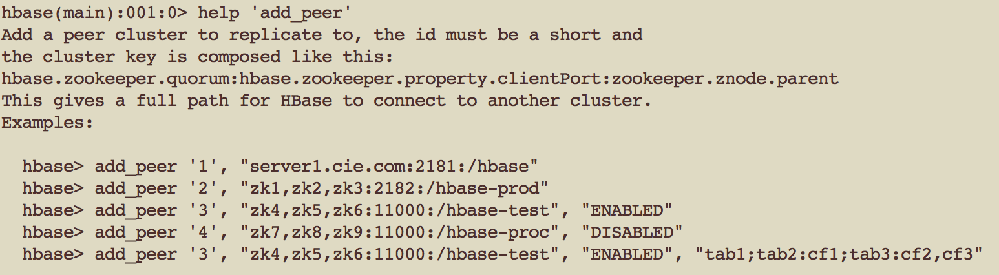 hbase(main):001:0> help 'add_peer'
Add a peer cluster to replicate to, the id must be a short and
the cluster key is composed like this:
hbase.zookeeper.quorum:hbase.zookeeper.property.clientPort:zookeeper.znode.parent
This gives a full path for HBase to connect to another cluster.
Examples:
hbase> add_peer '1', "server1.cie.com:2181:/hbase"
hbase> add_peer '2', "zk1,zk2,zk3:2182:/hbase-prod"
hbase> add_peer '3', "zk4,zk5,zk6:11000:/hbase-test", "ENABLED"
hbase> add_peer '4', "zk7,zk8,zk9:11000:/hbase-proc", "DISABLED"
hbase> add_peer '3', "zk4,zk5,zk6:11000:/hbase-test", "ENABLED", "tab1;tab2:cf1;tab3:cf2,cf3"